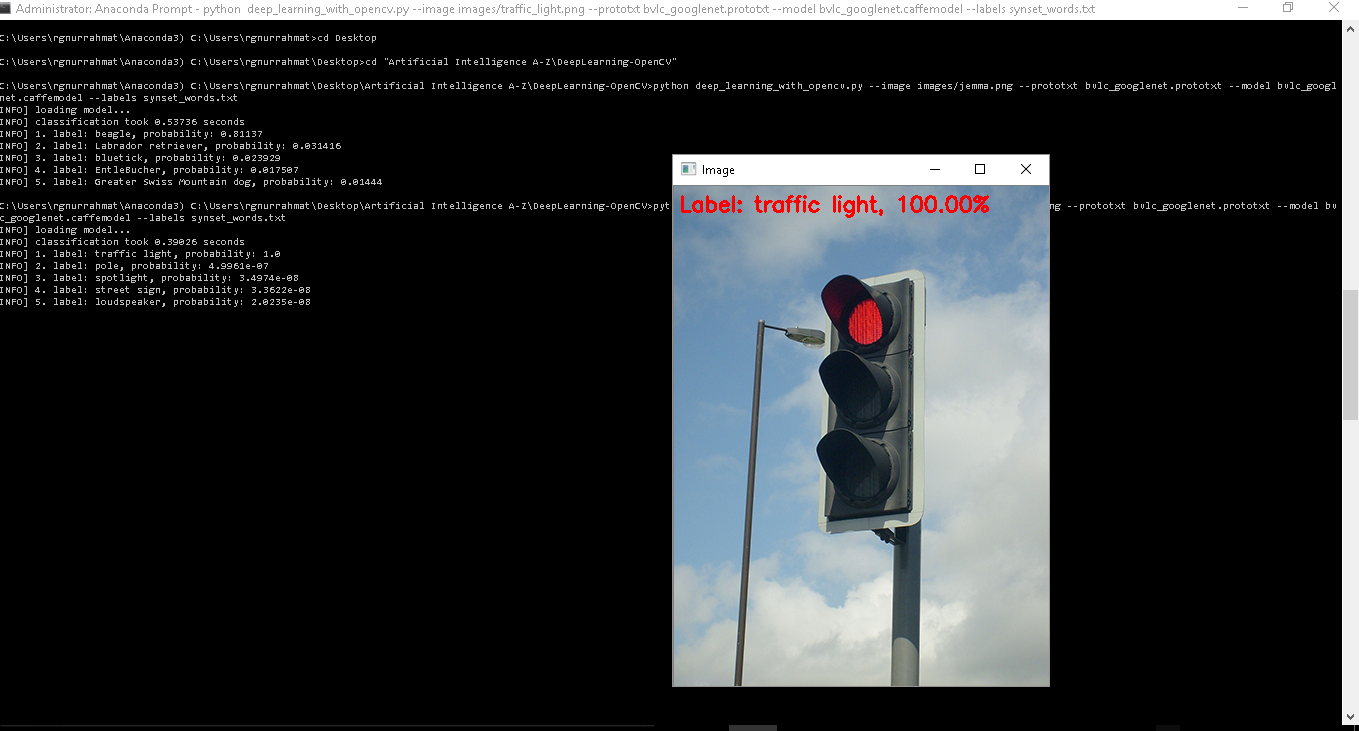 Administrator: Anaconda Prompt - python  deep_learning_with_opencv.py --image images/traffic_light.png --prototxt bvlc_googlenet.prototxt --model bvlc_googlenet.caffemodel --labels synset_words.txt
C:\Users\rgnurrahmat\Anaconda3) C:\Users\rgnurrahmat>cd Desktop
C:\Users\rgnurrahmat\Anaconda3) C:\Users\rgnurrahmat\Desktop>cd "Artificial Intelligence A-Z\DeepLearning-OpenCV"
C:\Users\rgnurrahmat\Anaconda3) C:\Users\rgnurrahmat\Desktop\Artificial Intelligence A-Z\DeepLearning-OpenCV>python deep_learning_with_opencv.py --image images/jemma.png --prototxt bvlc_googlenet.prototxt --model bvlc_googl
net.caffemodel --labels synset_words.txt
INFO] loading model...
INFO] classification took 0.53736 seconds
INFO] 1. label: beagle, probability: 0.81137
INFO] 2. label: Labrador retriever, probability: 0.031416
INFO] 3. label: bluetick, probability: 0.023929
INFO] 4. label: EntleBucher, probability: 0.017507
INFO] 5. label: Greater Swiss Mountain dog, probability: 0.01444
C:\Users\rgnurrahmat\Anaconda3) C:\Users\rgnurrahmat\Desktop\Artificial Intelligence A-Z\DeepLearning-OpenCV>pyt
ng --prototxt bvlc_googlenet.prototxt --model bv
c_googlenet.caffemodel --labels synset_words.txt
INFO] loading model...
INFO] classification took 0.39026 seconds
INFO] 1. label: traffic light, probability: 1.0
INFO] 2. label: pole, probability: 4.9961e-07
INFO] 3. label: spotlight, probability: 3.4974e-08
INFO] 4. label: street sign, probability: 3.3622e-08
INFO] 5. label: loudspeaker, probability: 2.0235e-08
Image
Label: traffic light, 100.00%